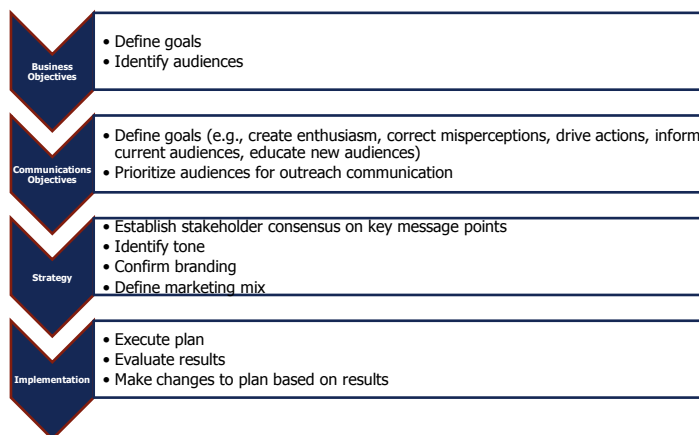 Business
Objectives
• Define goals
• Identify audiences
Communications
Objectives
• Define goals (e.g., create enthusiasm, correct misperceptions, drive actions, inform
current audiences, educate new audiences)
• Prioritize audiences for outreach communication
Strategy
• Establish stakeholder consensus on key message points
• Identify tone
• Confirm branding
• Define marketing mix
Implementation
• Execute plan
• Evaluate results
• Make changes to plan based on results